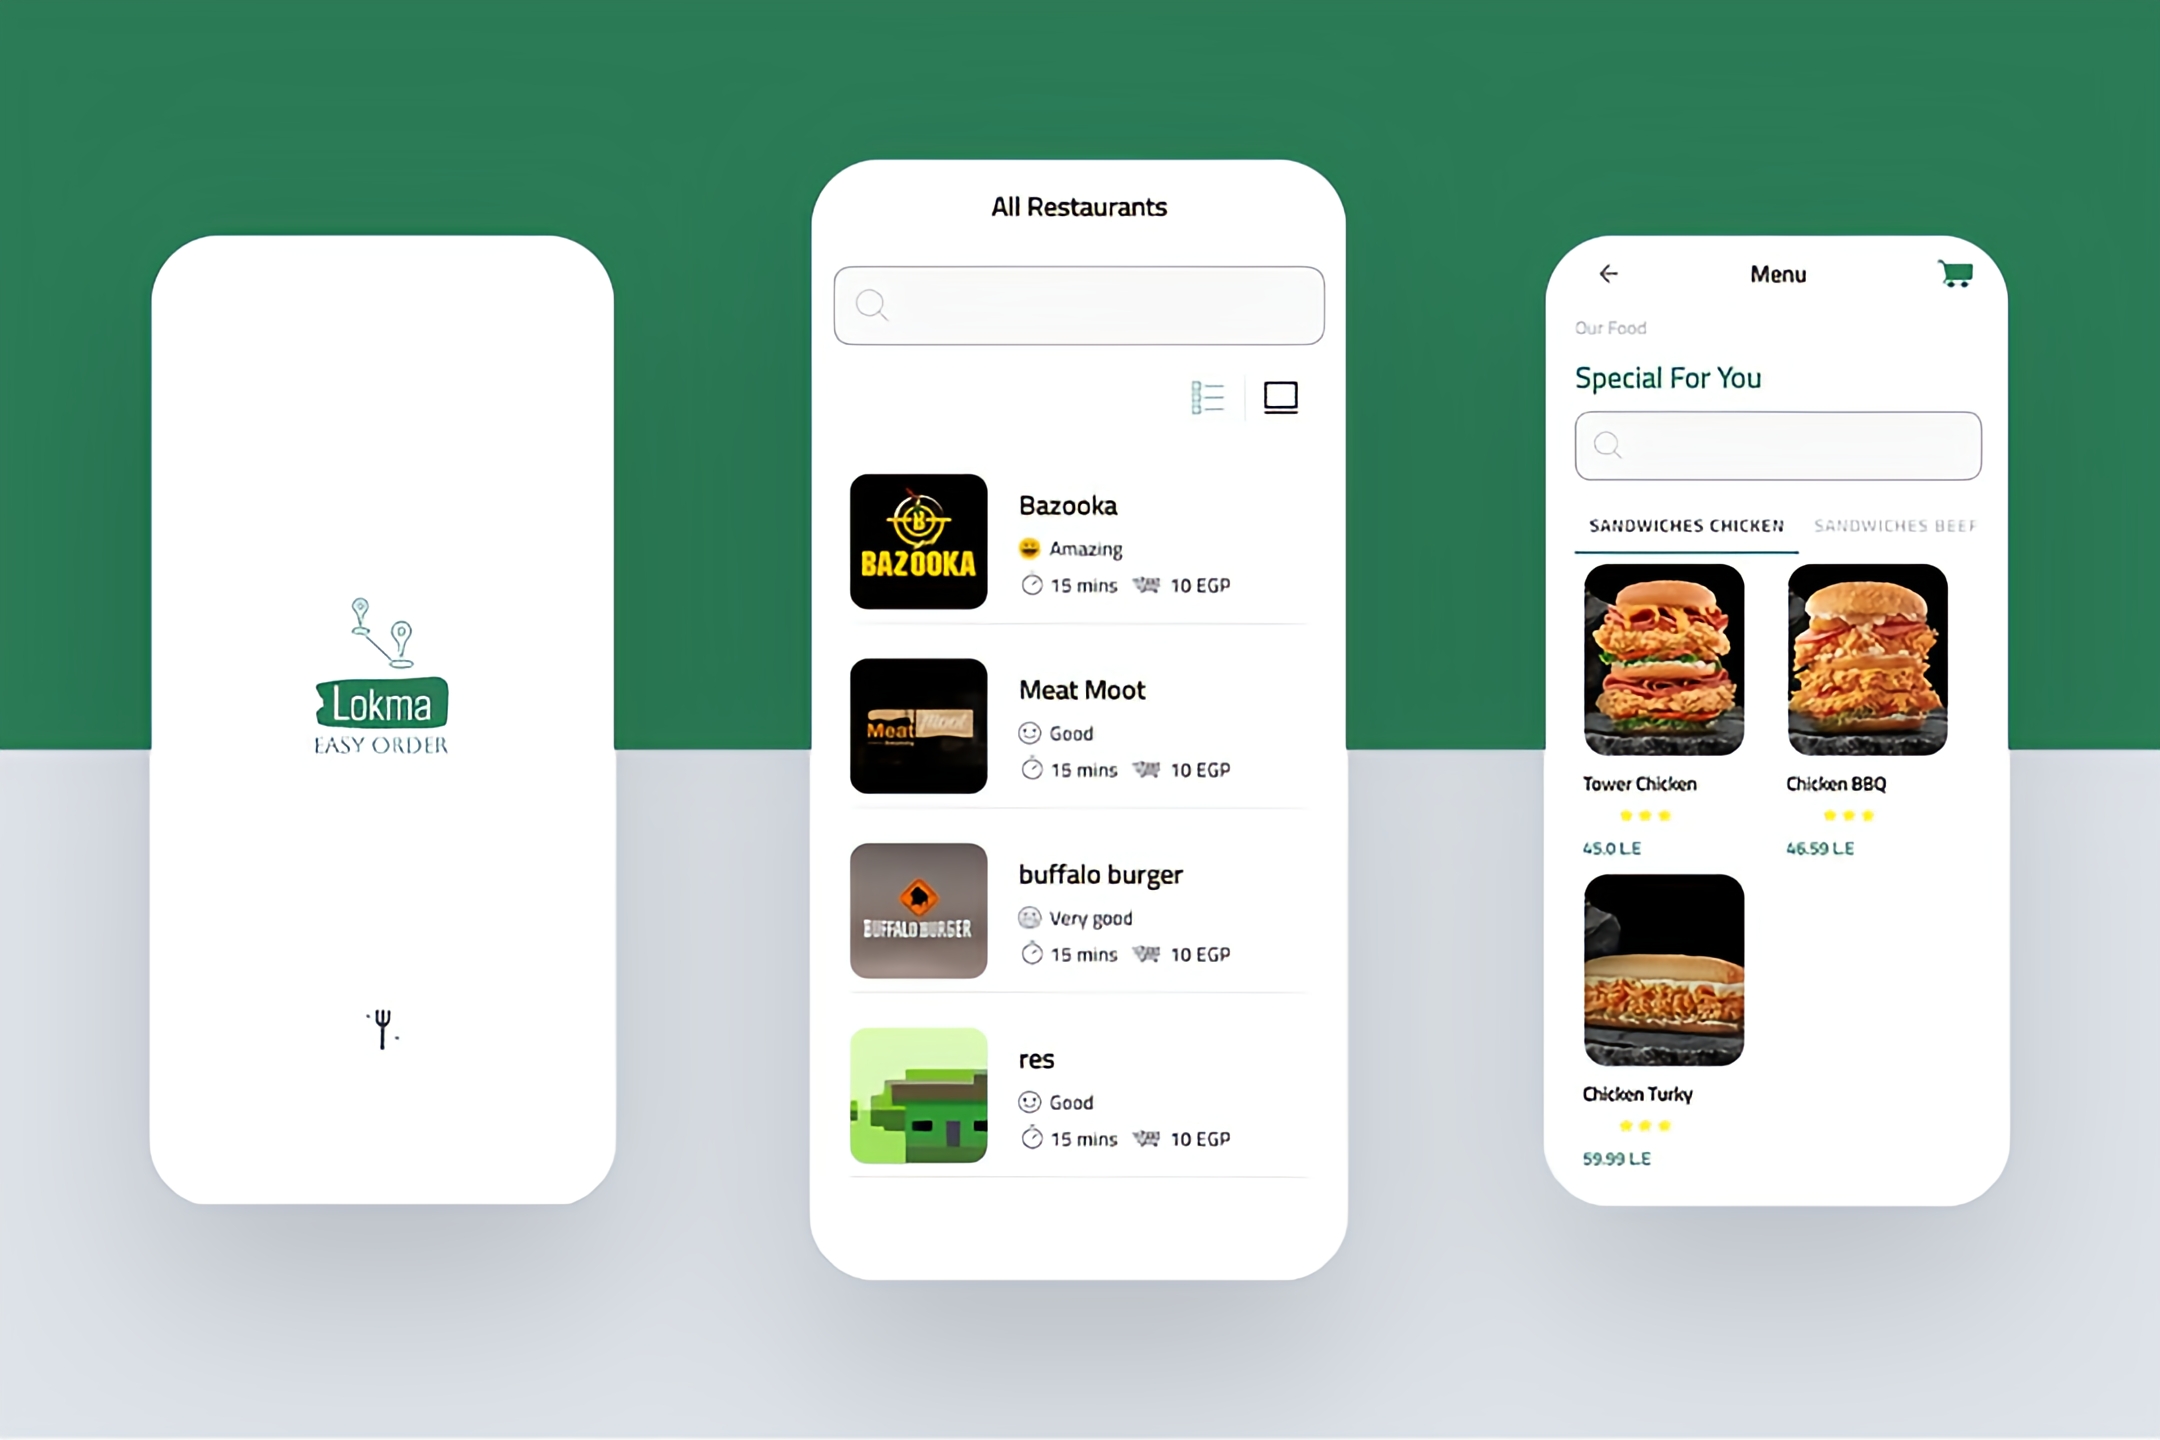 Lokma
EASY ORDER
All Restaurants
BAZOOKA
Bazooka
Amazing
15 mins 10 EGP
Meat Moot
Meat Moot
Good
15 mins 10 EGP
BUFFALO BURGER
buffalo burger
Very good
15 mins 10 EGP
res
Good
15 mins 10 EGP
Menu
Our Food
Special For You
SANDWICHES CHICKEN SANDWICHES BEEF
Tower Chicken Chicken BBQ
45.0 L.E 46.59 L.E
Chicken Turky
59.99 L.E